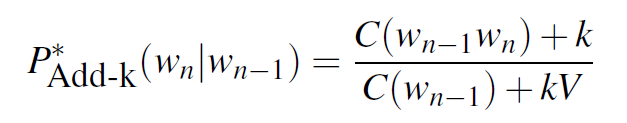 P*Add-k(wn|wn−1) = C(wn−1wn)+k / C(wn−1)+kV